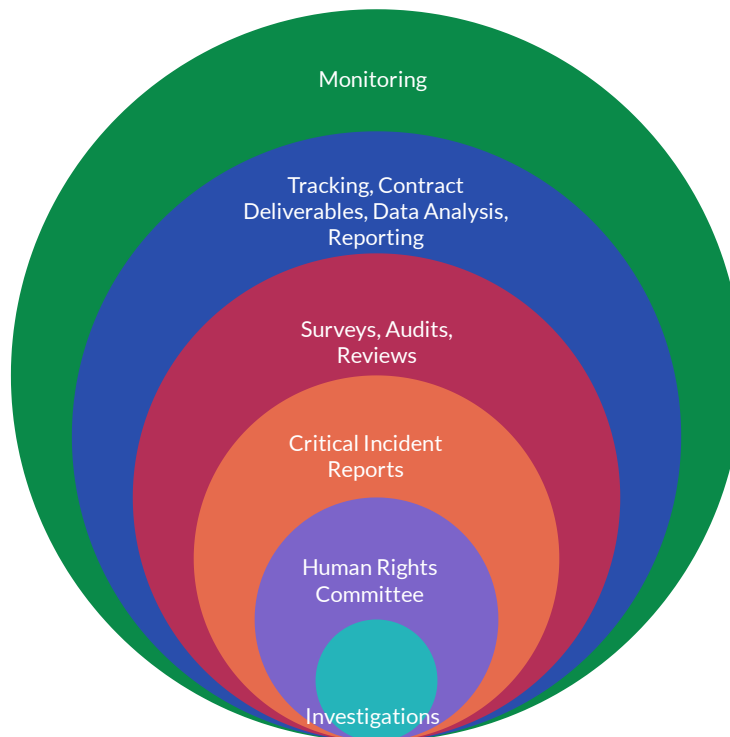 Monitoring
Tracking, Contract
Deliverables, Data Analysis,
Reporting
Surveys, Audits,
Reviews
Critical Incident
Reports
Human Rights
Committee
Investigations